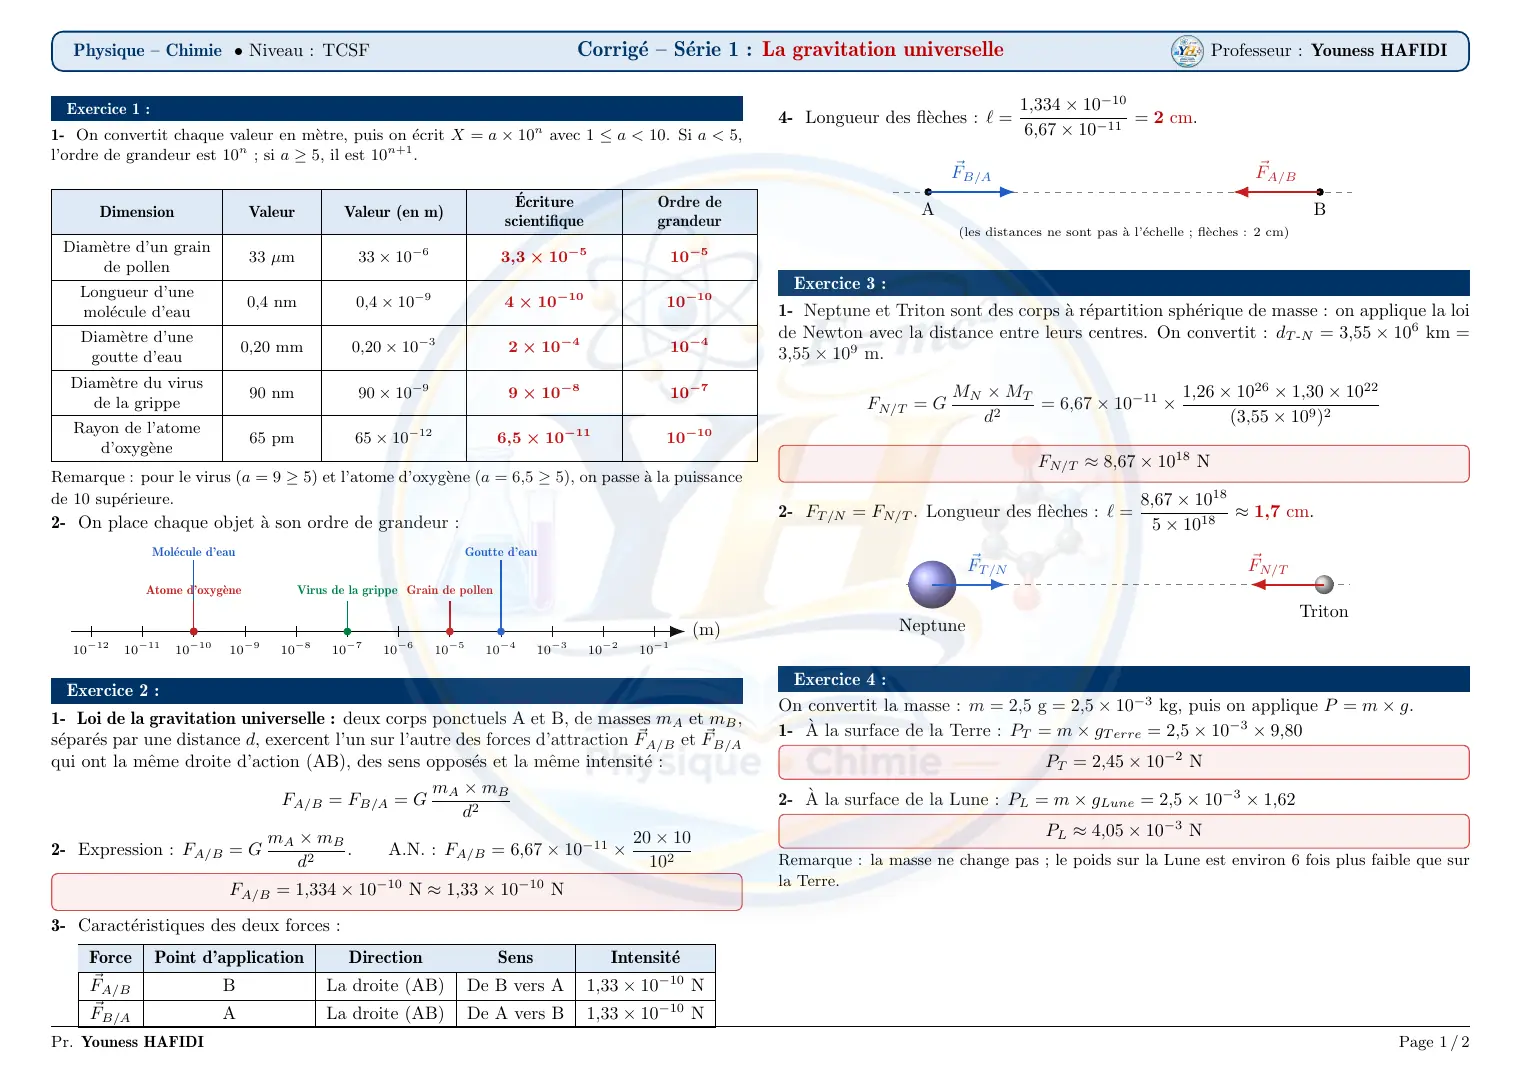 Physique – Chimie • Niveau : TCSF
Corrigé – Série 1 : La gravitation universelle
Professeur : Youness HAFIDI
Exercice 1 :
1- On convertit chaque valeur en mètre, puis on écrit X = a × 10^n avec 1 ≤ a < 10. Si a < 5,
l'ordre de grandeur est 10^n ; si a ≥ 5, il est 10^{n+1}.
Dimension | Valeur | Valeur (en m) | Écriture scientifique | Ordre de grandeur
Diamètre d'un grain de pollen | 33 μm | 33 × 10^{−6} | 3,3 × 10^{−5} | 10^{−5}
Longueur d'une molécule d'eau | 0,4 nm | 0,4 × 10^{−9} | 4 × 10^{−10} | 10^{−10}
Diamètre d'une goutte d'eau | 0,20 mm | 0,20 × 10^{−3} | 2 × 10^{−4} | 10^{−4}
Diamètre du virus de la grippe | 90 nm | 90 × 10^{−9} | 9 × 10^{−8} | 10^{−7}
Rayon de l'atome d'oxygène | 65 pm | 65 × 10^{−12} | 6,5 × 10^{−11} | 10^{−10}
Remarque : pour le virus (a = 9 ≥ 5) et l'atome d'oxygène (a = 6,5 ≥ 5), on passe à la puissance
de 10 supérieure.
2- On place chaque objet à son ordre de grandeur :
Molécule d'eau Goutte d'eau
Atome d'oxygène Virus de la grippe Grain de pollen
(m)
10^{−12} 10^{−11} 10^{−10} 10^{−9} 10^{−8} 10^{−7} 10^{−6} 10^{−5} 10^{−4} 10^{−3} 10^{−2} 10^{−1}
Exercice 2 :
1- Loi de la gravitation universelle : deux corps ponctuels A et B, de masses m_A et m_B,
séparés par une distance d, exercent l'un sur l'autre des forces d'attraction F⃗_{A/B} et F⃗_{B/A}
qui ont la même droite d'action (AB), des sens opposés et la même intensité :
F_{A/B} = F_{B/A} = G (m_A × m_B)/d²
2- Expression : F_{A/B} = G (m_A × m_B)/d². A.N. : F_{A/B} = 6,67 × 10^{−11} × (20 × 10)/10²
F_{A/B} = 1,334 × 10^{−10} N ≈ 1,33 × 10^{−10} N
3- Caractéristiques des deux forces :
Force | Point d'application | Direction | Sens | Intensité
F⃗_{A/B} | B | La droite (AB) | De B vers A | 1,33 × 10^{−10} N
F⃗_{B/A} | A | La droite (AB) | De A vers B | 1,33 × 10^{−10} N
4- Longueur des flèches : ℓ = (1,334 × 10^{−10})/(6,67 × 10^{−11}) = 2 cm.
F⃗_{B/A} F⃗_{A/B}
A B
(les distances ne sont pas à l'échelle ; flèches : 2 cm)
Exercice 3 :
1- Neptune et Triton sont des corps à répartition sphérique de masse : on applique la loi
de Newton avec la distance entre leurs centres. On convertit : d_{T-N} = 3,55 × 10^6 km =
3,55 × 10^9 m.
F_{N/T} = G (M_N × M_T)/d² = 6,67 × 10^{−11} × (1,26 × 10^{26} × 1,30 × 10^{22})/(3,55 × 10^9)²
F_{N/T} ≈ 8,67 × 10^{18} N
2- F_{T/N} = F_{N/T}. Longueur des flèches : ℓ = (8,67 × 10^{18})/(5 × 10^{18}) ≈ 1,7 cm.
F⃗_{T/N} F⃗_{N/T}
Neptune Triton
Exercice 4 :
On convertit la masse : m = 2,5 g = 2,5 × 10^{−3} kg, puis on applique P = m × g.
1- À la surface de la Terre : P_T = m × g_{Terre} = 2,5 × 10^{−3} × 9,80
P_T = 2,45 × 10^{−2} N
2- À la surface de la Lune : P_L = m × g_{Lune} = 2,5 × 10^{−3} × 1,62
P_L ≈ 4,05 × 10^{−3} N
Remarque : la masse ne change pas ; le poids sur la Lune est environ 6 fois plus faible que sur
la Terre.
YH
Physique · Chimie
Pr. Youness HAFIDI
Page 1 / 2